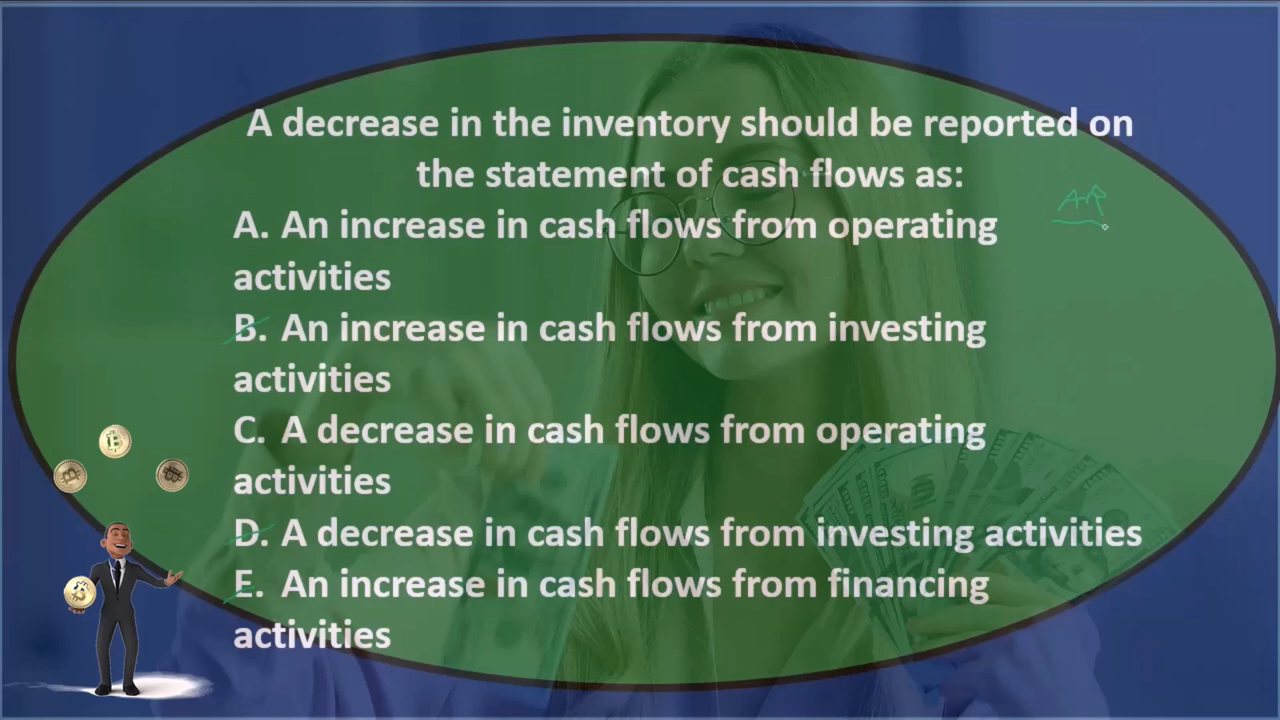 A decrease in the inventory should be reported on
the statement of cash flows as:
A. An increase in cash flows from operating
activities
B. An increase in cash flows from investing
activities
C. A decrease in cash flows from operating
activities
D. A decrease in cash flows from investing activities
E. An increase in cash flows from financing
activities